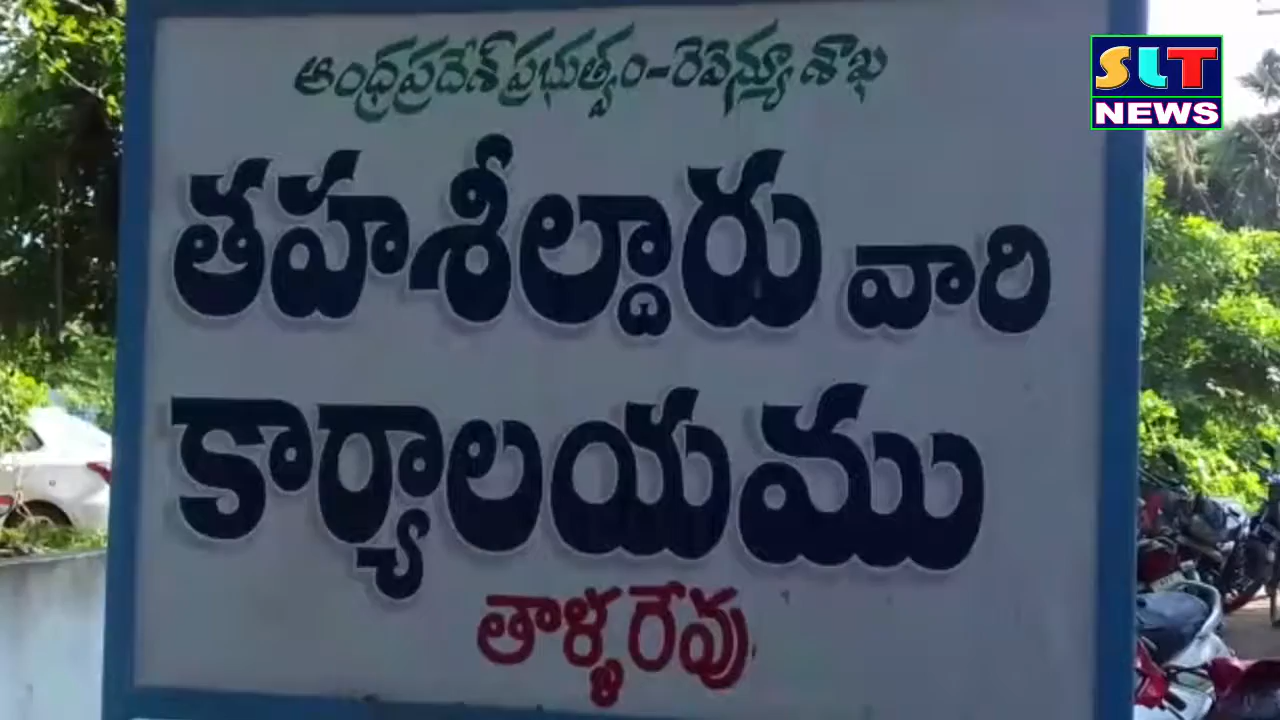 ఆంధ్రప్రదేశ్ ప్రభుత్వం-రెవెన్యూ శాఖ
తహశీల్దారు వారి
కార్యాలయము
తాళ్ళరేవు.
SLT
NEWS